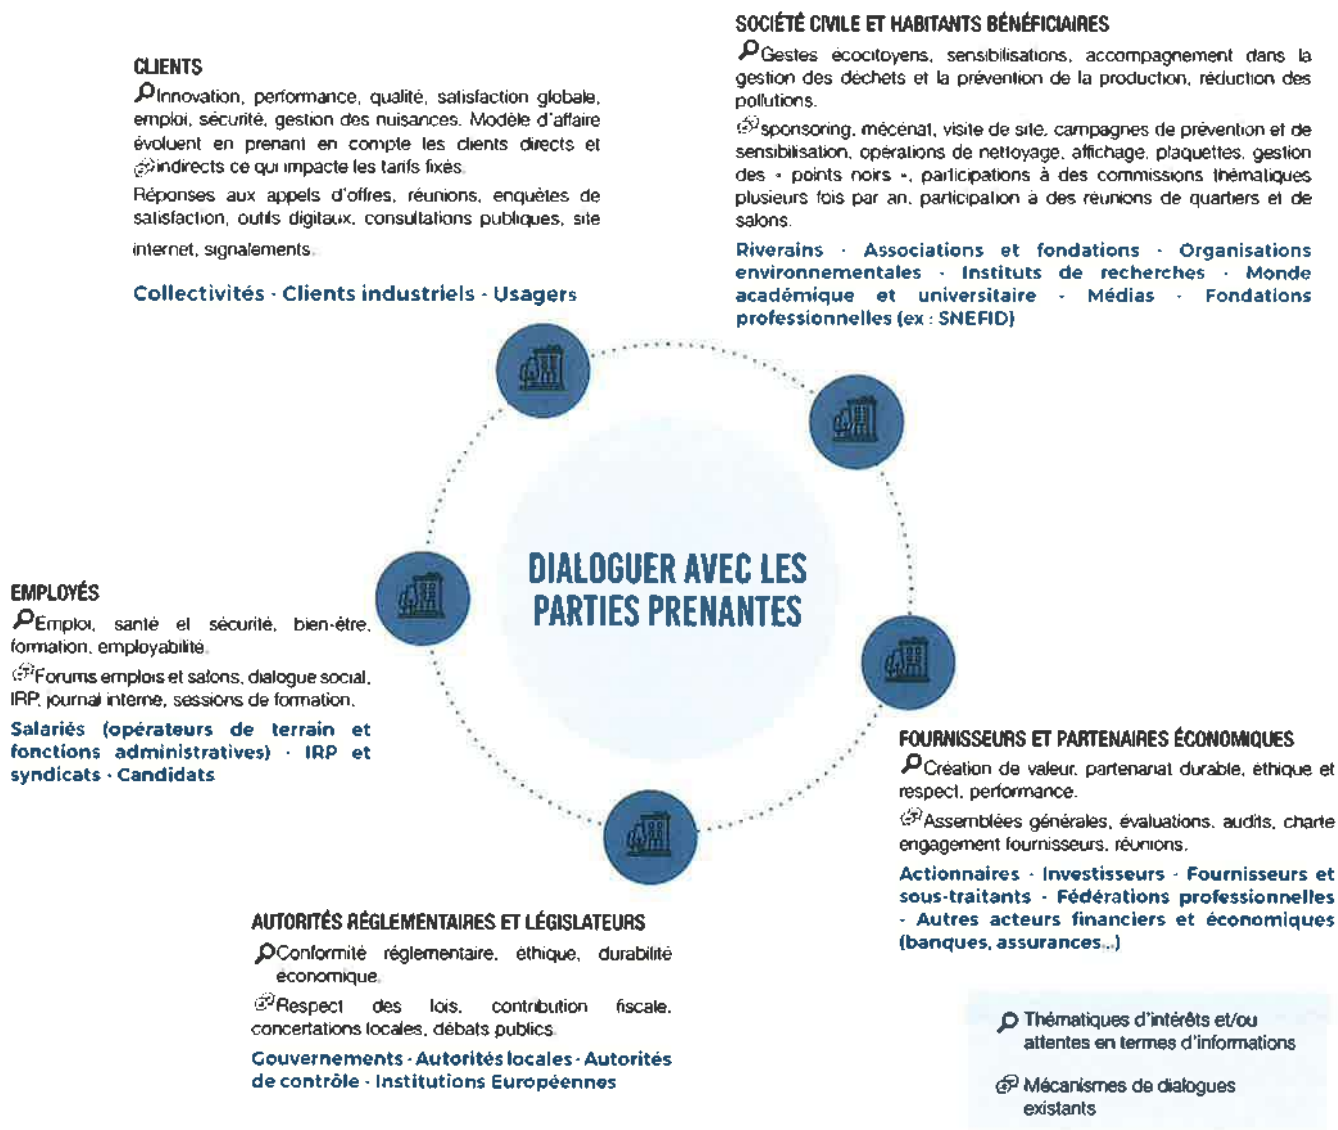 CLIENTS
Innovation, performance, qualité, satisfaction globale,
emploi, sécurité, gestion des nuisances. Modèle d'affaire
évoluent en prenant en compte les clients directs et
indirects ce qui impacte les tarifs fixés.
Réponses aux appels d'offres, réunions, enquêtes de
satisfaction, outils digitaux, consultations publiques, site
internet, signalements.
Collectivités · Clients industriels · Usagers
SOCIÉTÉ CIVILE ET HABITANTS BÉNÉFICIAIRES
Gestes écocitoyens, sensibilisations, accompagnement dans la
gestion des déchets et la prévention de la production, réduction des
pollutions.
sponsoring, mécénat, visite de site, campagnes de prévention et de
sensibilisation, opérations de nettoyage, affichage, plaquettes, gestion
des « points noirs », participations à des commissions thématiques
plusieurs fois par an, participation à des réunions de quartiers et de
salons.
Riverains · Associations et fondations · Organisations
environnementales · Instituts de recherches · Monde
académique et universitaire · Médias · Fondations
professionnelles (ex : SNEFID)
DIALOGUER AVEC LES
PARTIES PRENANTES
EMPLOYÉS
Emploi, santé et sécurité, bien-être,
formation, employabilité.
Forums emplois et salons, dialogue social,
IRP, journal interne, sessions de formation.
Salariés (opérateurs de terrain et
fonctions administratives) · IRP et
syndicats · Candidats
FOURNISSEURS ET PARTENAIRES ÉCONOMIQUES
Création de valeur, partenariat durable, éthique et
respect, performance.
Assemblées générales, évaluations, audits, charte
engagement fournisseurs, réunions.
Actionnaires · Investisseurs · Fournisseurs et
sous-traitants · Fédérations professionnelles
· Autres acteurs financiers et économiques
(banques, assurances...)
AUTORITÉS RÉGLEMENTAIRES ET LÉGISLATEURS
Conformité réglementaire, éthique, durabilité
économique.
Respect des lois, contribution fiscale,
concertations locales, débats publics.
Gouvernements · Autorités locales · Autorités
de contrôle · Institutions Européennes
Thématiques d'intérêts et/ou
attentes en termes d'informations
Mécanismes de dialogues
existants